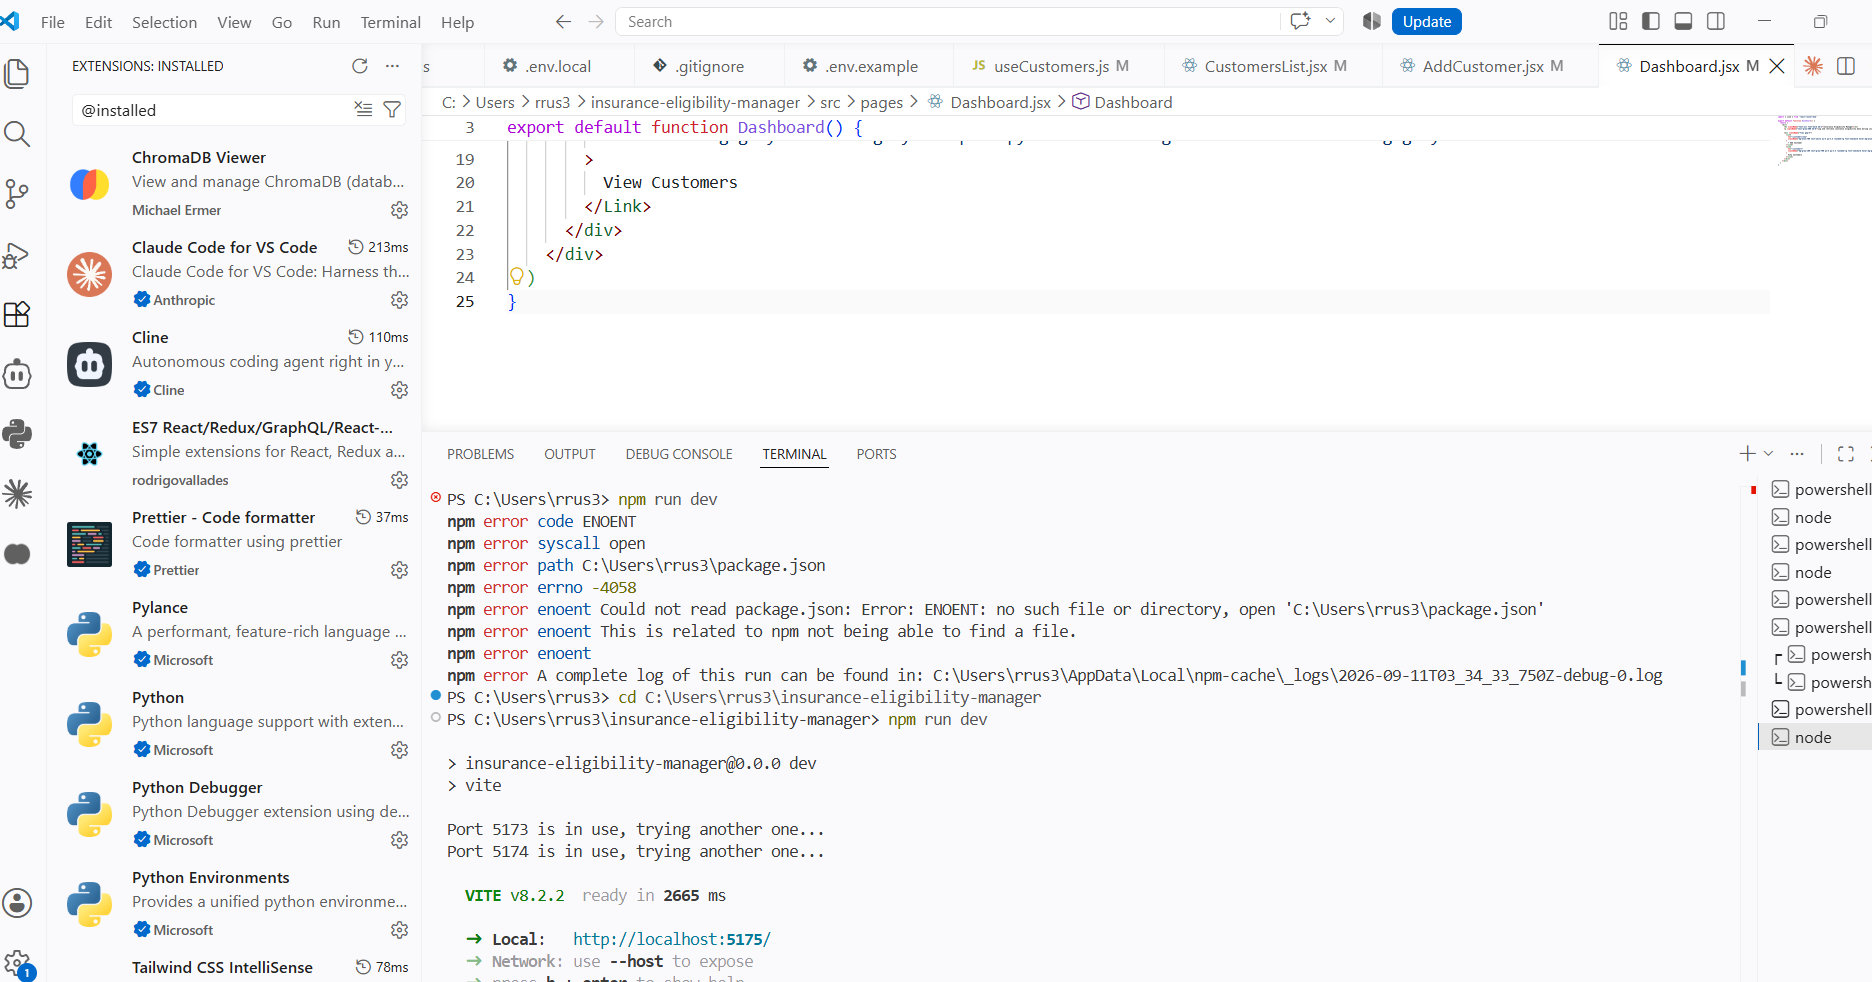 File Edit Selection View Go Run Terminal Help
Search
Update
EXTENSIONS: INSTALLED
@installed
ChromaDB Viewer
View and manage ChromaDB (datab...
Michael Ermer
Claude Code for VS Code 213ms
Claude Code for VS Code: Harness th...
Anthropic
Cline 110ms
Autonomous coding agent right in y...
Cline
ES7 React/Redux/GraphQL/React-...
Simple extensions for React, Redux a...
rodrigovallades
Prettier - Code formatter 37ms
Code formatter using prettier
Prettier
Pylance
A performant, feature-rich language ...
Microsoft
Python
Python language support with exten...
Microsoft
Python Debugger
Python Debugger extension using de...
Microsoft
Python Environments
Provides a unified python environme...
Microsoft
Tailwind CSS IntelliSense 78ms
1
s .env.local .gitignore .env.example JS useCustomers.js M CustomersList.jsx M AddCustomer.jsx M Dashboard.jsx M
C: > Users > rrus3 > insurance-eligibility-manager > src > pages > Dashboard.jsx > Dashboard
3 export default function Dashboard() {
19 >
20 View Customers
21 </Link>
22 </div>
23 </div>
24 )
25 }
PROBLEMS OUTPUT DEBUG CONSOLE TERMINAL PORTS
PS C:\Users\rrus3> npm run dev
npm error code ENOENT
npm error syscall open
npm error path C:\Users\rrus3\package.json
npm error errno -4058
npm error enoent Could not read package.json: Error: ENOENT: no such file or directory, open 'C:\Users\rrus3\package.json'
npm error enoent This is related to npm not being able to find a file.
npm error enoent
npm error A complete log of this run can be found in: C:\Users\rrus3\AppData\Local\npm-cache\_logs\2026-09-11T03_34_33_750Z-debug-0.log
PS C:\Users\rrus3> cd C:\Users\rrus3\insurance-eligibility-manager
PS C:\Users\rrus3\insurance-eligibility-manager> npm run dev
> insurance-eligibility-manager@0.0.0 dev
> vite
Port 5173 is in use, trying another one...
Port 5174 is in use, trying another one...
VITE v8.2.2 ready in 2665 ms
→ Local: http://localhost:5175/
→ Network: use --host to expose
→ press h + enter to show help
powershell
node
powershell
node
powershell
powershell
powersh
powersh
powershell
node